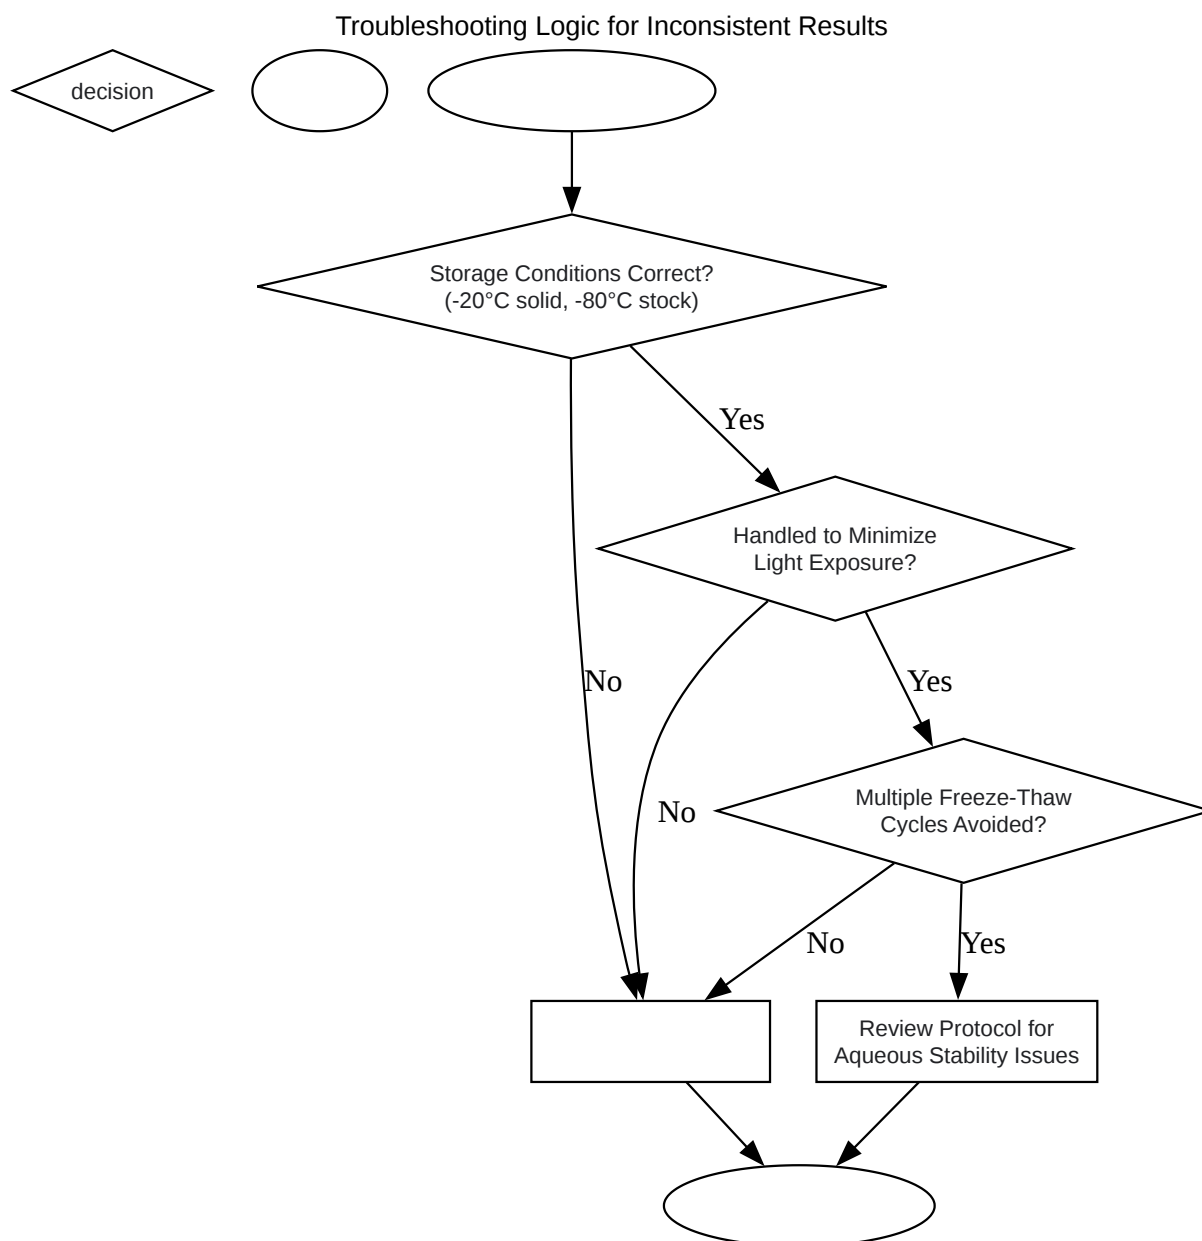 Troubleshooting Logic for Inconsistent Results
decision
Storage Conditions Correct?
(-20°C solid, -80°C stock)
Yes
Handled to Minimize
Light Exposure?
No
Yes
Multiple Freeze-Thaw
Cycles Avoided?
No
No
Yes
Review Protocol for
Aqueous Stability Issues